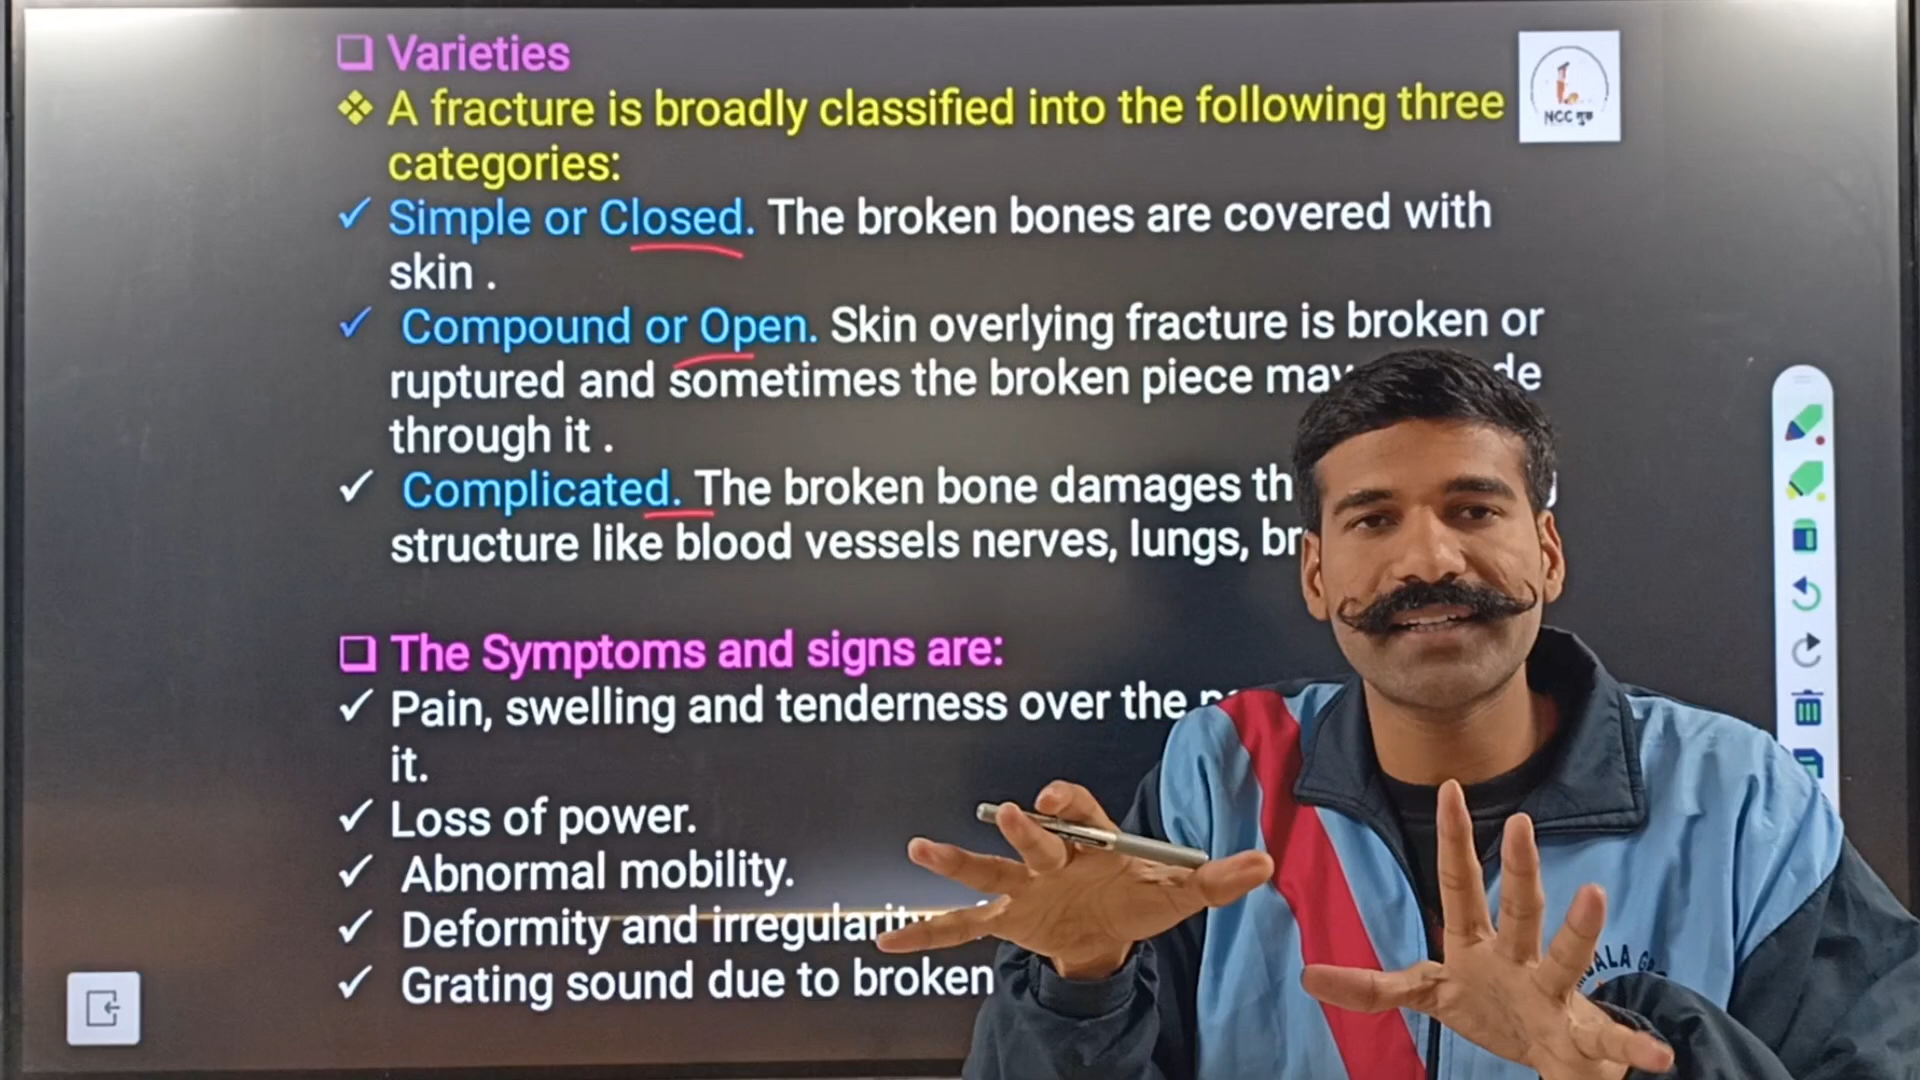 Varieties
A fracture is broadly classified into the following three
categories:
Simple or Closed. The broken bones are covered with
skin .
Compound or Open. Skin overlying fracture is broken or
ruptured and sometimes the broken piece may
through it .
Complicated. The broken bone damages
structure like blood vessels nerves, lungs,
The Symptoms and signs are:
Pain, swelling and tenderness over the
it.
Loss of power.
Abnormal mobility.
Deformity and irregularity
Grating sound due to broken
NCC गुरु